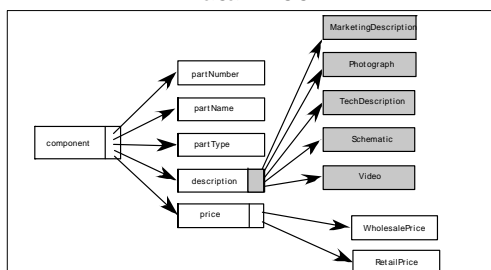 MarketingDescription
Photograph
partNumber
TechDescription
partName
Schematic
component
partType
Video
description
price
WholesalePrice
RetailPrice